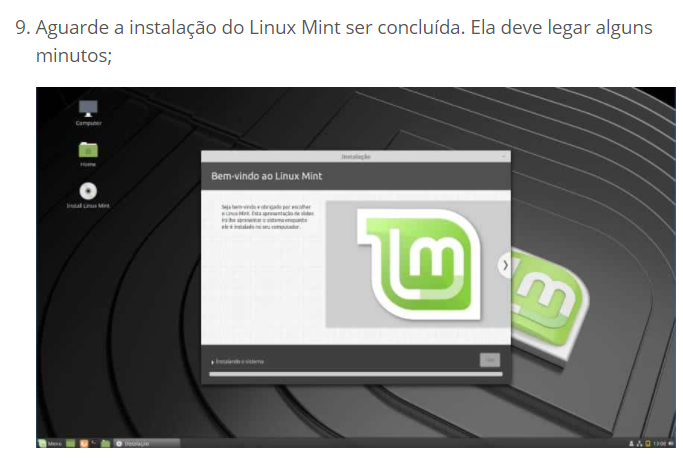 9. Aguarde a instalação do Linux Mint ser concluída. Ela deve legar alguns
minutos;
Computer
Home
Install Linux Mint
Instalação
Bem-vindo ao Linux Mint
Seja bem-vindo e obrigado por escolher
o Linux Mint. Esta apresentação de slides
irá lhe apresentar o sistema enquanto
ele é instalado no seu computador.
lm
lm
Instalando o sistema
Menu
Instalação